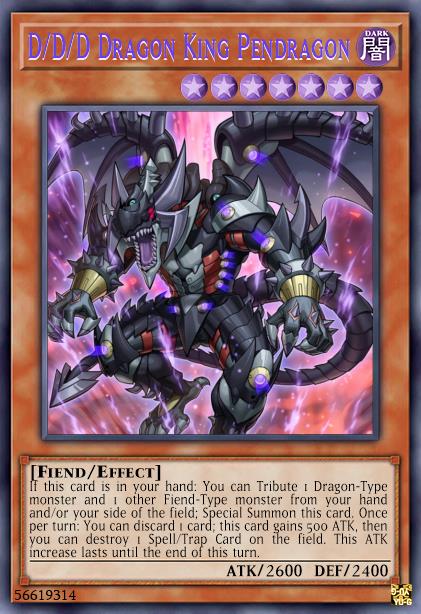 D/D/D Dragon King Pendragon
DARK
闇
[Fiend/Effect]
If this card is in your hand: You can Tribute 1 Dragon-Type
monster and 1 other Fiend-Type monster from your hand
and/or your side of the field; Special Summon this card. Once
per turn: You can discard 1 card; this card gains 500 ATK, then
you can destroy 1 Spell/Trap Card on the field. This ATK
increase lasts until the end of this turn.
ATK/2600 DEF/2400
56619314